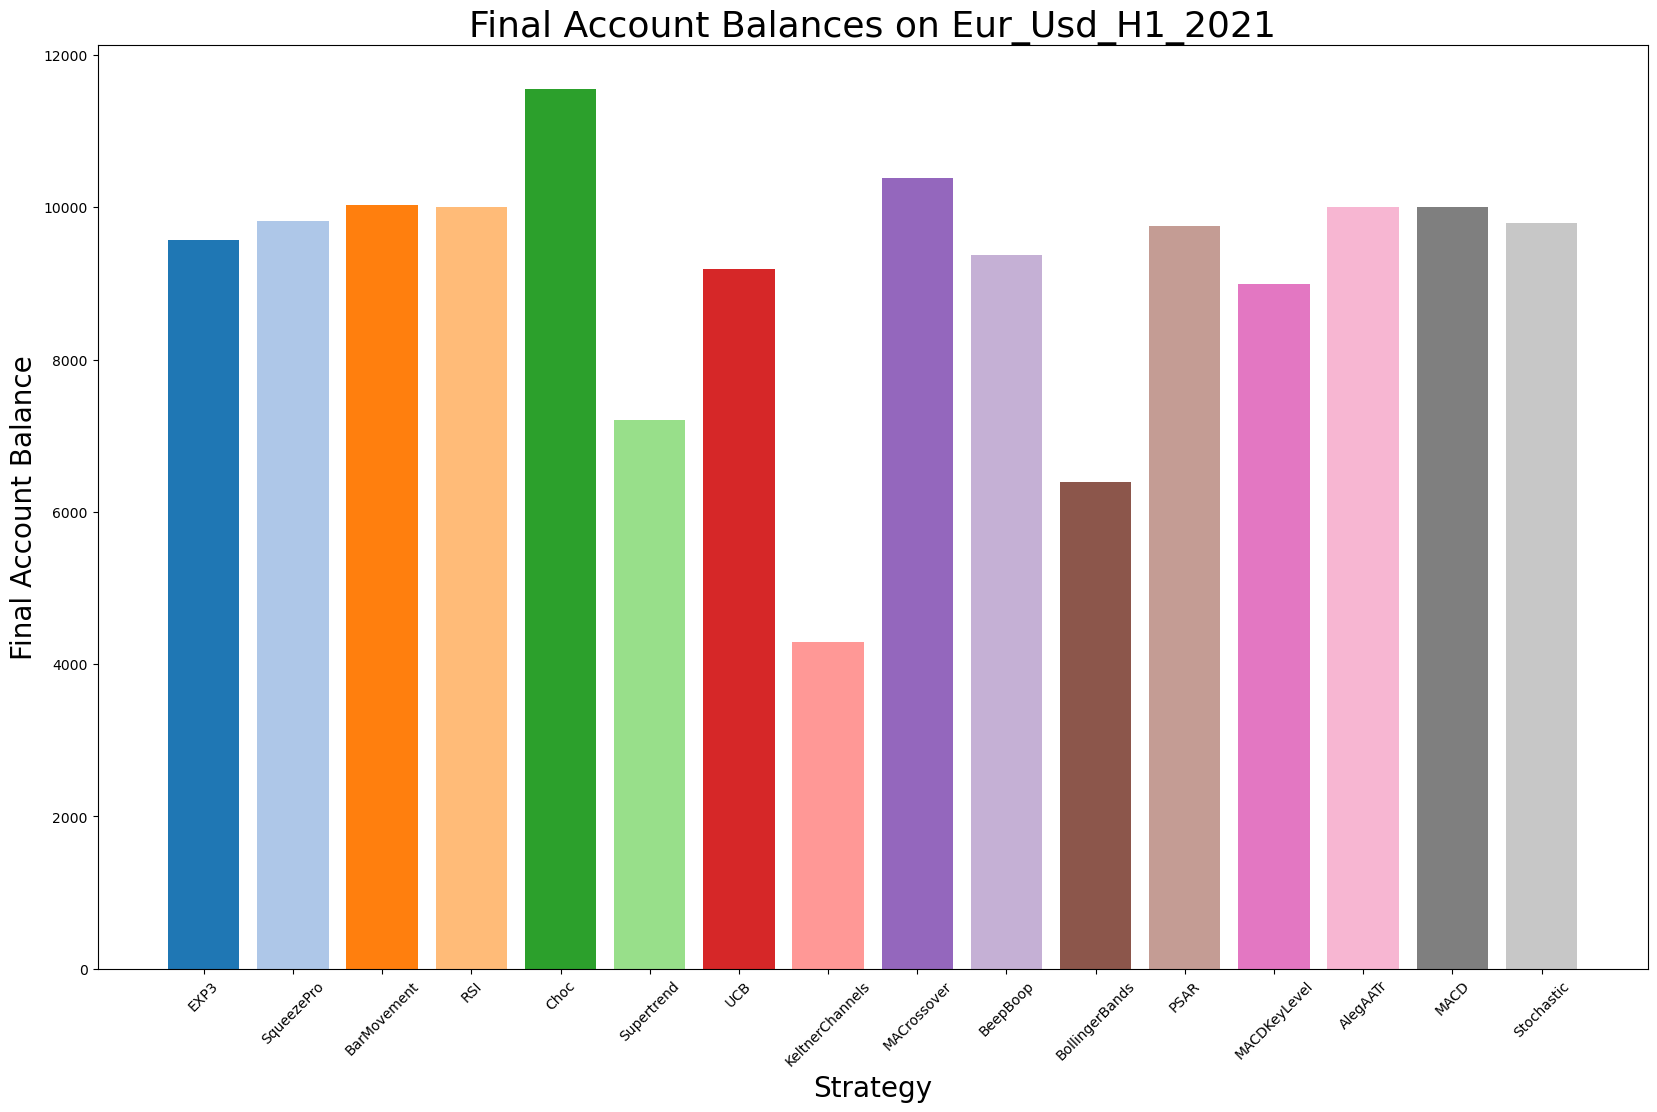 Final Account Balances on Eur_Usd_H1_2021
Final Account Balance
12000
10000
8000
6000
4000
2000
0
EXP3
SqueezePro
BarMovement
RSI
Choc
Supertrend
UCB
KeltnerChannels
MACrossover
BeepBoop
BollingerBands
PSAR
MACDKeyLevel
AlegAATr
MACD
Stochastic
Strategy